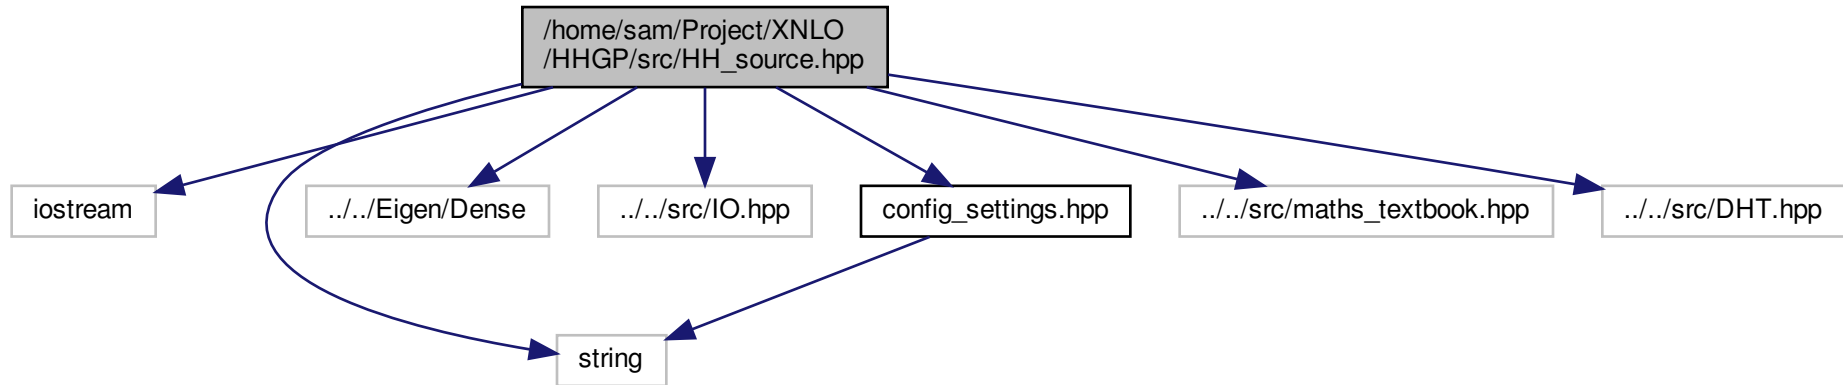 /home/sam/Project/XNLO
/HHGP/src/HH_source.hpp
iostream
../../Eigen/Dense
../../src/IO.hpp
config_settings.hpp
../../src/maths_textbook.hpp
../../src/DHT.hpp
string